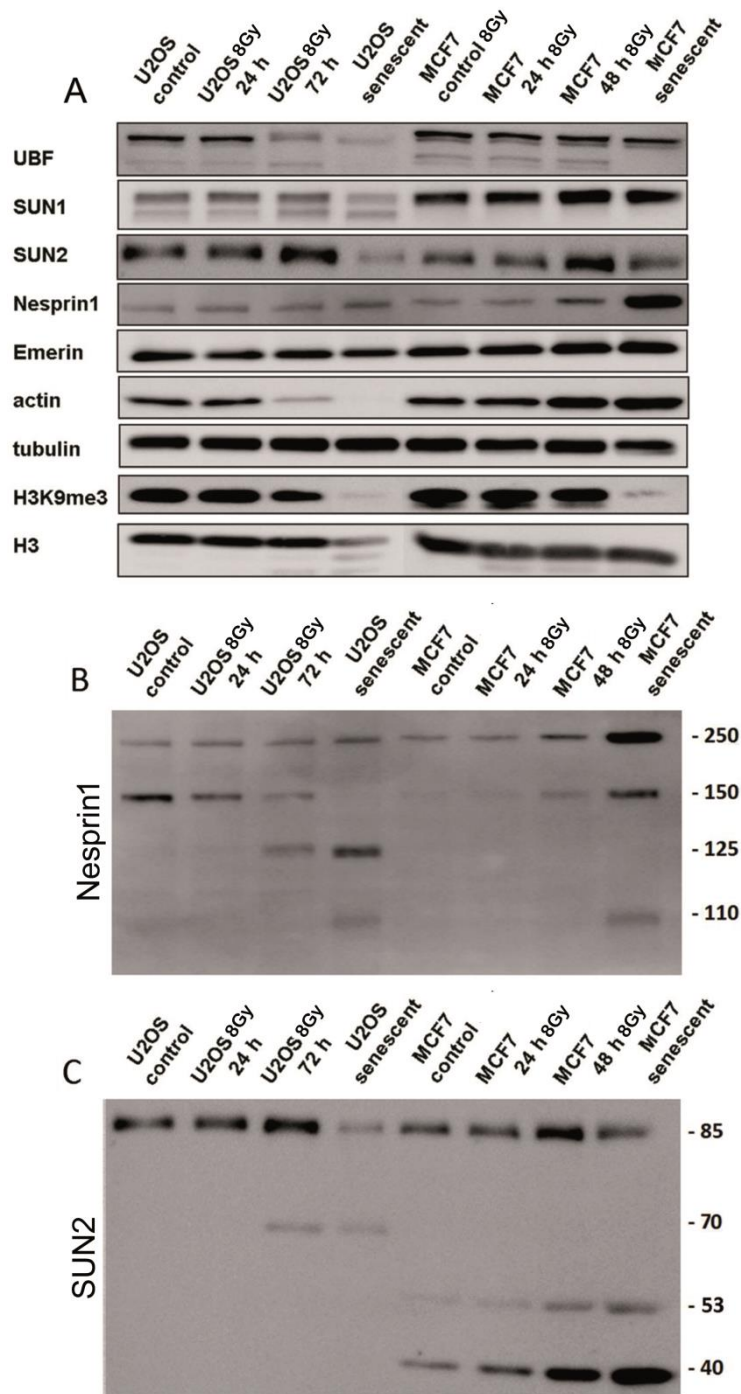 A
U2OS control
U2OS 8Gy 24 h
U2OS 8Gy 72 h
U2OS senescent
MCF7 control 8Gy
MCF7 24 h 8Gy
MCF7 48 h 8Gy
MCF7 senescent
UBF
SUN1
SUN2
Nesprin1
Emerin
actin
tubulin
H3K9me3
H3
B
U2OS control
U2OS 8Gy 24 h
U2OS 8Gy 72 h
U2OS senescent
MCF7 control
MCF7 24 h 8Gy
MCF7 48 h 8Gy
MCF7 senescent
Nesprin1
- 250
- 150
- 125
- 110
C
U2OS control
U2OS 8Gy 24 h
U2OS 8Gy 72 h
U2OS senescent
MCF7 control
MCF7 24 h 8Gy
MCF7 48 h 8Gy
MCF7 senescent
SUN2
- 85
- 70
- 53
- 40